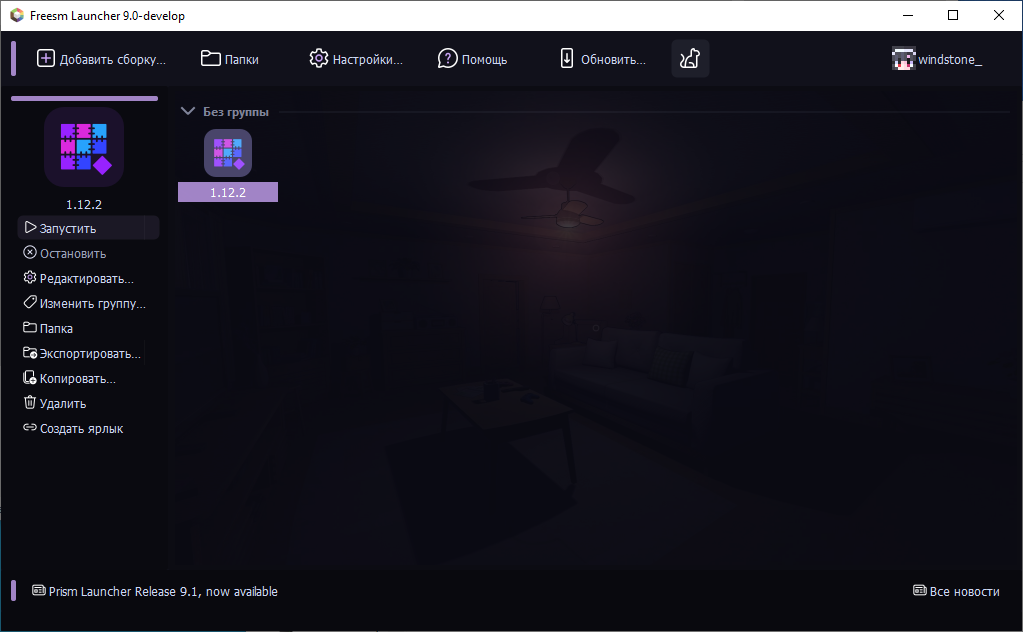 Freesm Launcher 9.0-develop
Добавить сборку...
Папки
Настройки...
Помощь
Обновить...
windstone_
1.12.2
Запустить
Остановить
Редактировать...
Изменить группу...
Папка
Экспортировать...
Копировать...
Удалить
Создать ярлык
Без группы
1.12.2
Prism Launcher Release 9.1, now available
Все новости